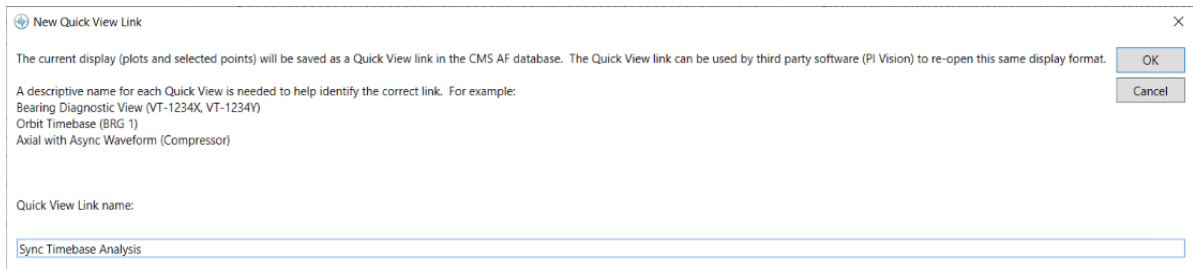 New Quick View Link
The current display (plots and selected points) will be saved as a Quick View link in the CMS AF database.  The Quick View link can be used by third party software (PI Vision) to re-open this same display format.
OK
A descriptive name for each Quick View is needed to help identify the correct link.  For example:
Cancel
Bearing Diagnostic View (VT-1234X, VT-1234Y)
Orbit Timebase (BRG 1)
Axial with Async Waveform (Compressor)
Quick View Link name:
Sync Timebase Analysis